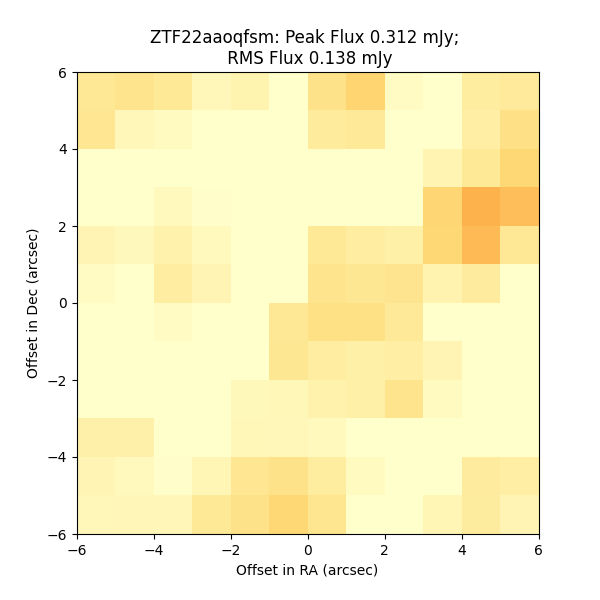 ZTF22aaoqfsm: Peak Flux 0.312 mJy;
RMS Flux 0.138 mJy
6
4
2
0
−2
−4
−6
Offset in Dec (arcsec)
−6 −4 −2 0 2 4 6
Offset in RA (arcsec)